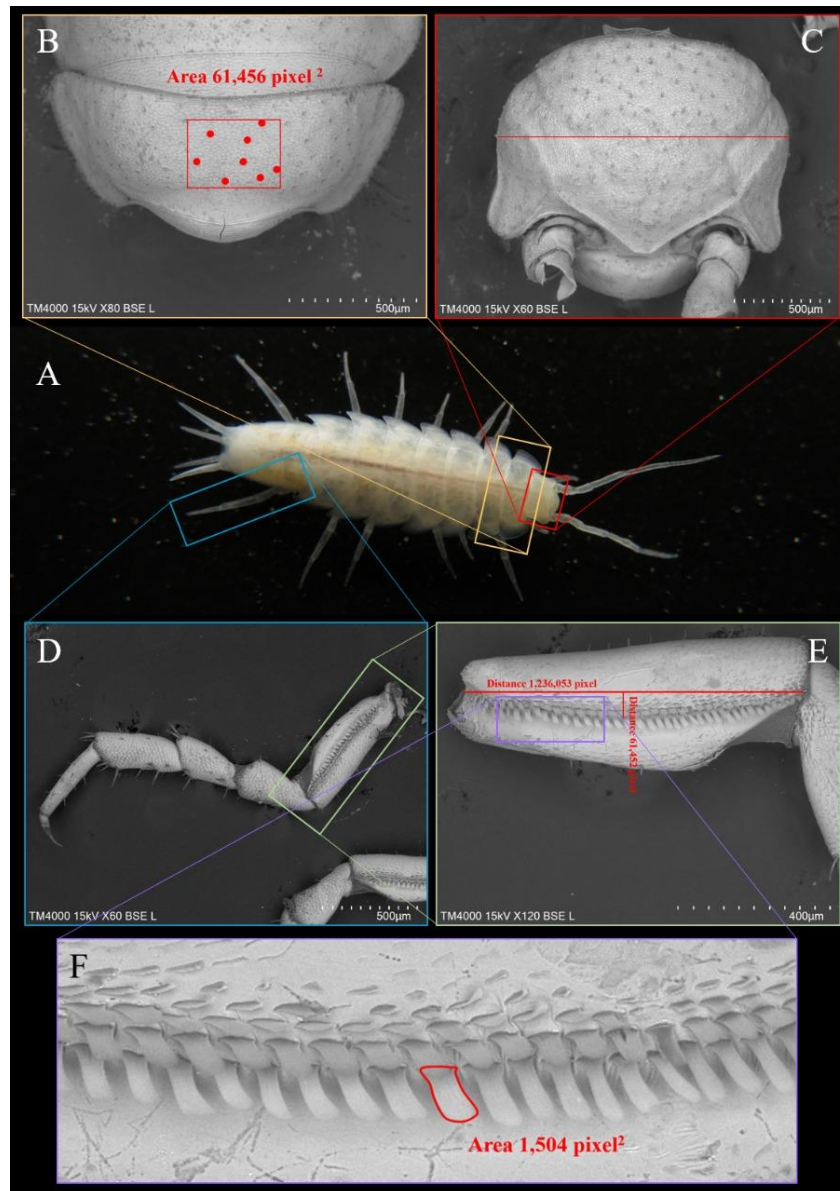 B
Area 61,456 pixel 2
TM4000 15kV X80 BSE L
500µm
C
TM4000 15kV X60 BSE L
500µm
A
D
TM4000 15kV X60 BSE L
500µm
E
Distance 1,236,053 pixel
Distance 61,452 pixel
TM4000 15kV X120 BSE L
400µm
F
Area 1,504 pixel2